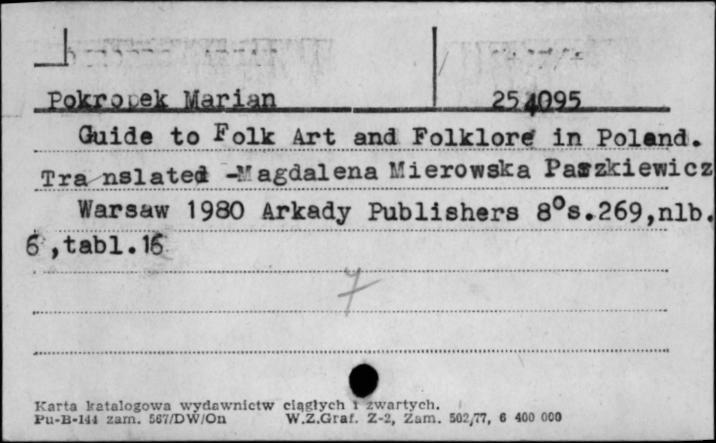 Pokropek Marian 254095
Guide to Folk Art and Folklore in Poland.
Translated -Magdalena Mierowska Paszkiewicz
Warsaw 1980 Arkady Publishers 8°s.269,nlb.
6,tabl.16
7
Karta katalogowa wydawnictw ciągłych i zwartych.
Pu-B-144 zam. 567/DW/On W.Z.Graf. Z-2, Zam. 502/77, 6 400 000